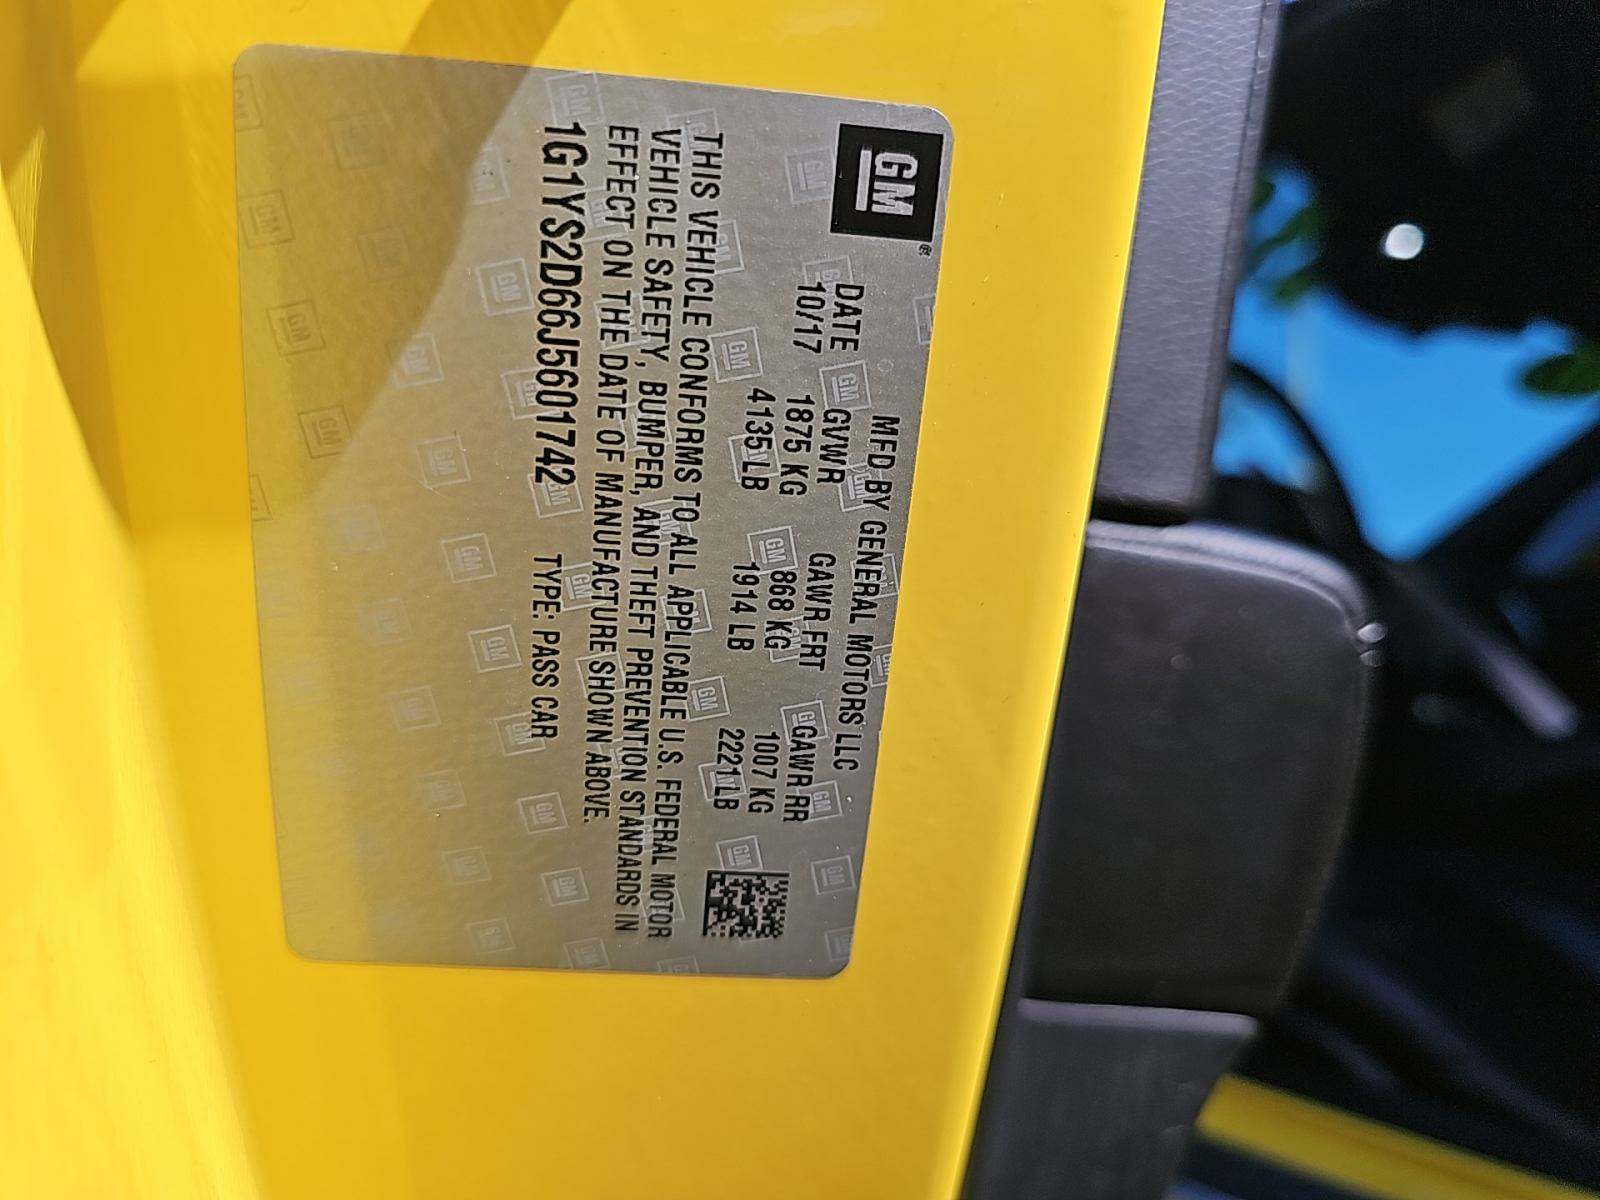 GM
MFD BY GENERAL MOTORS LLC
DATE GVWR GAWR FRT GAWR RR
10/17 1875 KG 868 KG 1007 KG
4135 LB 1914 LB 2221 LB
THIS VEHICLE CONFORMS TO ALL APPLICABLE U.S. FEDERAL MOTOR
VEHICLE SAFETY, BUMPER, AND THEFT PREVENTION STANDARDS IN
EFFECT ON THE DATE OF MANUFACTURE SHOWN ABOVE.
1G1YS2D66J5601742 TYPE: PASS CAR